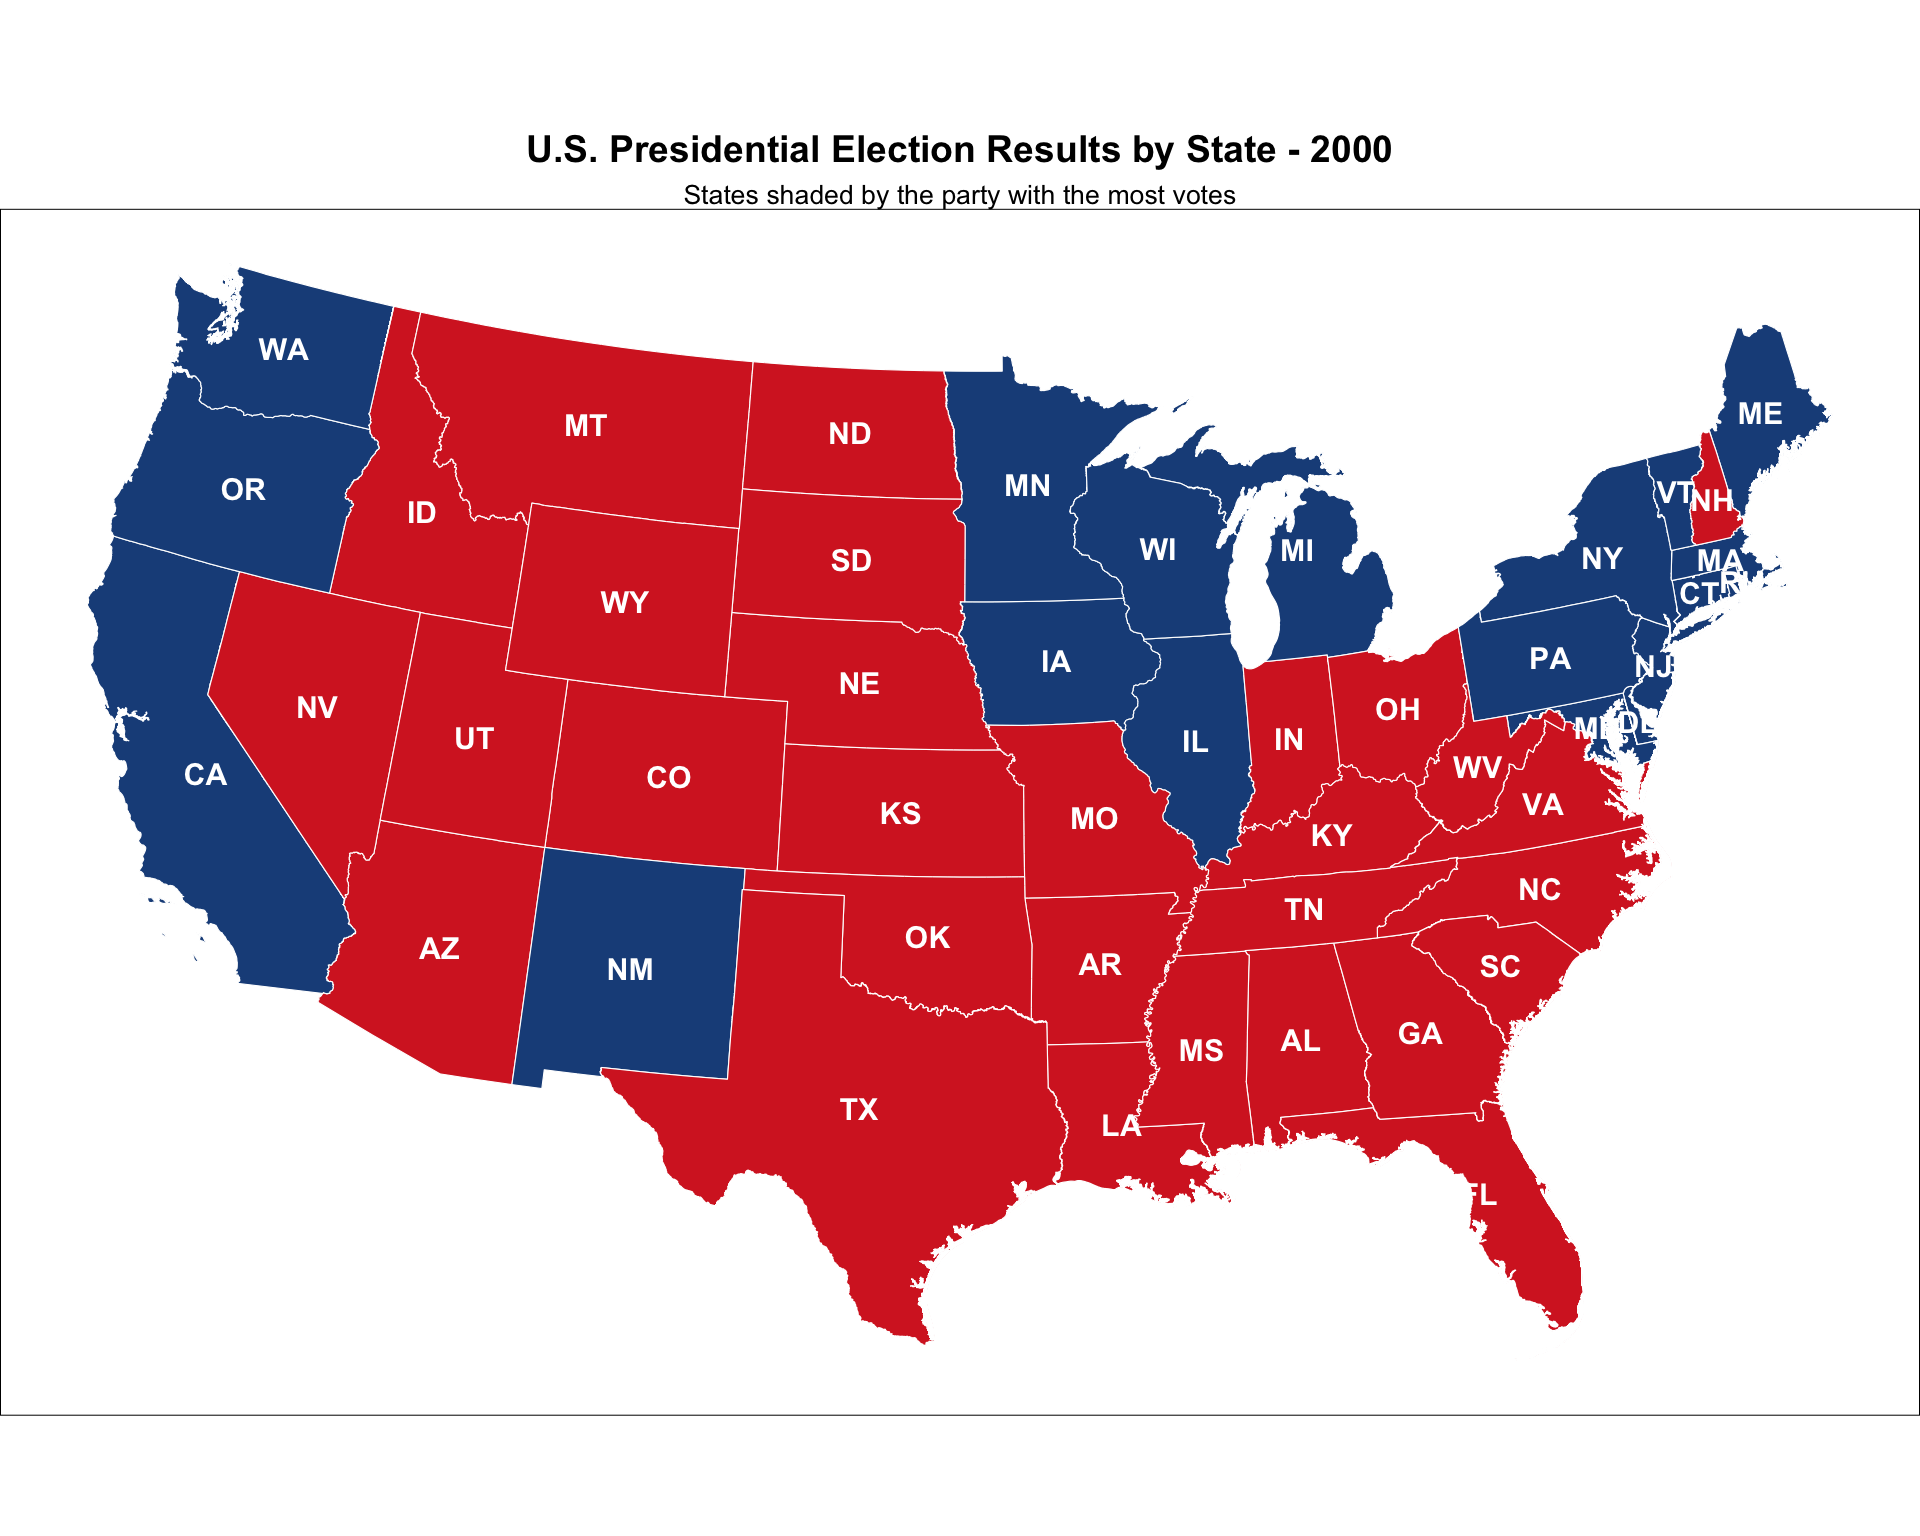 U.S. Presidential Election Results by State - 2000
States shaded by the party with the most votes
WA
ME
MT
ND
MN
OR
VT
NH
ID
WI
MI
NY
SD
MA
CT
WY
IA
PA
NJ
NE
NV
OH
UT
IL
IN
CA
CO
WV
KS
VA
MO
KY
NC
TN
OK
AZ
AR
SC
NM
GA
AL
MS
TX
LA
FL